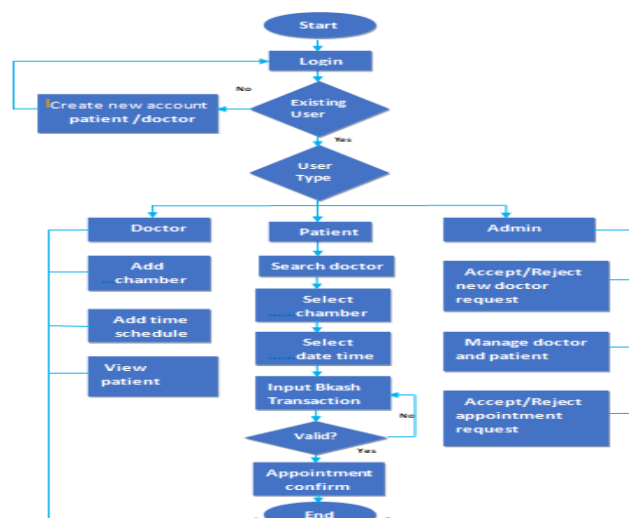 Start
Login
No
Create new account
patient /doctor
Existing
User
Yes
User
Type
Doctor
Patient
Admin
Add
...chamber
Search doctor
Accept/Reject
new doctor
request
Select
......chamber
Add time
schedule
Select
......date time
Manage doctor
and patient
View
patient
Input Bkash
Transaction
No
Accept/Reject
appointment
request
Valid?
Yes
Appointment
confirm
End